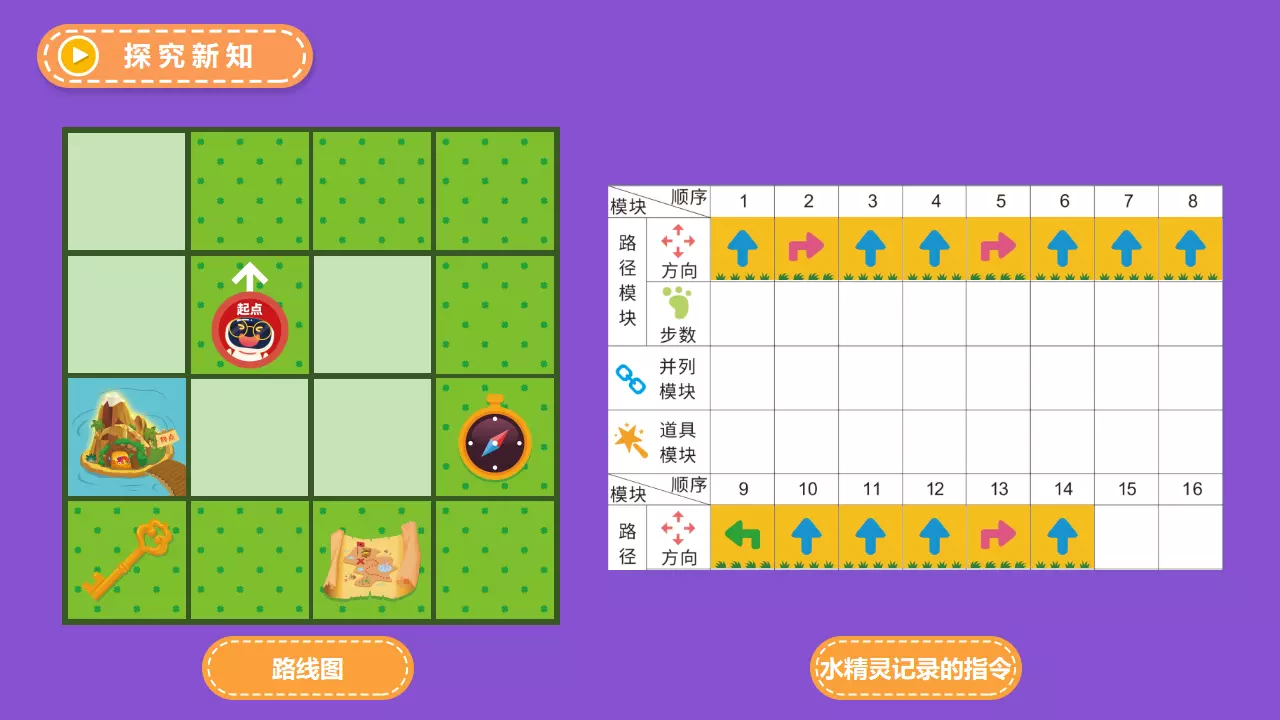 探究新知
起点
终点
路线图
模块 顺序 1 2 3 4 5 6 7 8
路径模块 方向
步数
并列模块
道具模块
模块 顺序 9 10 11 12 13 14 15 16
路径 方向
水精灵记录的指令